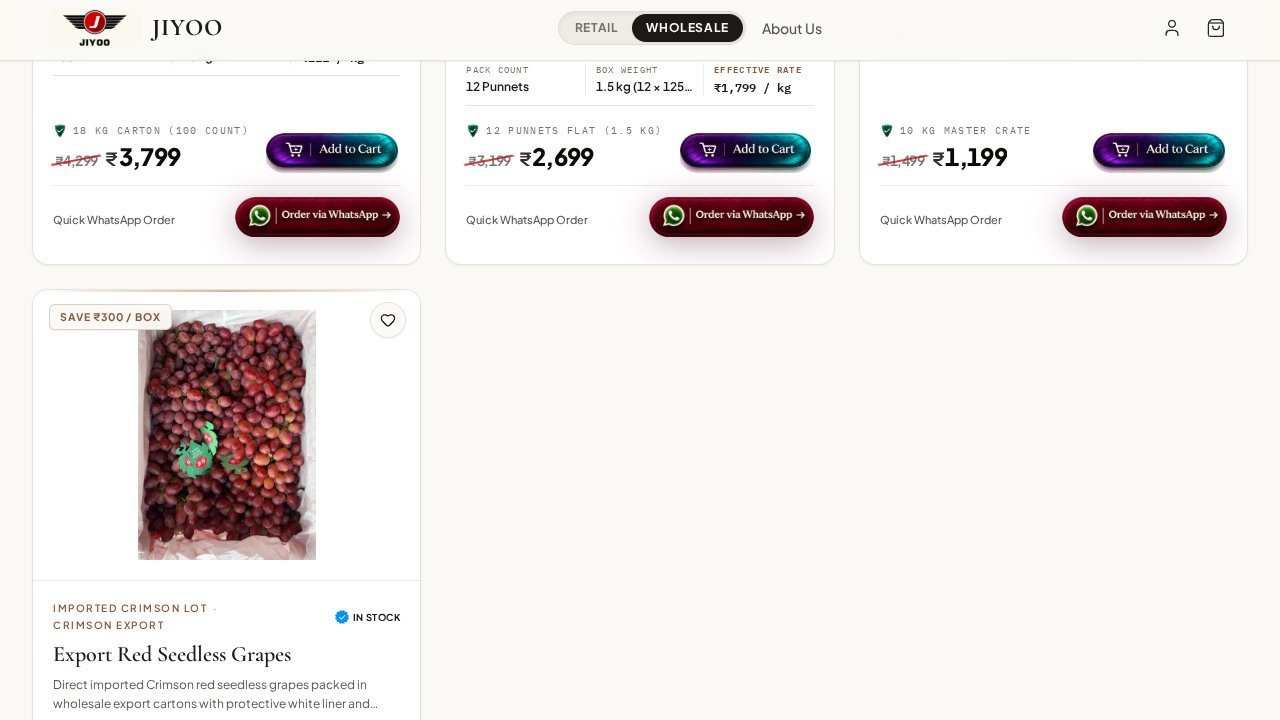 JIYOO
JIYOO
RETAIL
WHOLESALE
About Us
PACK COUNT
12 Punnets
BOX WEIGHT
1.5 kg (12 × 125...
EFFECTIVE RATE
₹1,799 / kg
18 KG CARTON (100 COUNT)
₹4,299 ₹3,799
Add to Cart
Quick WhatsApp Order
Order via WhatsApp →
12 PUNNETS FLAT (1.5 KG)
₹3,199 ₹2,699
Add to Cart
Quick WhatsApp Order
Order via WhatsApp →
10 KG MASTER CRATE
₹1,499 ₹1,199
Add to Cart
Quick WhatsApp Order
Order via WhatsApp →
SAVE ₹300 / BOX
IMPORTED CRIMSON LOT ·
CRIMSON EXPORT
IN STOCK
Export Red Seedless Grapes
Direct imported Crimson red seedless grapes packed in
wholesale export cartons with protective white liner and...